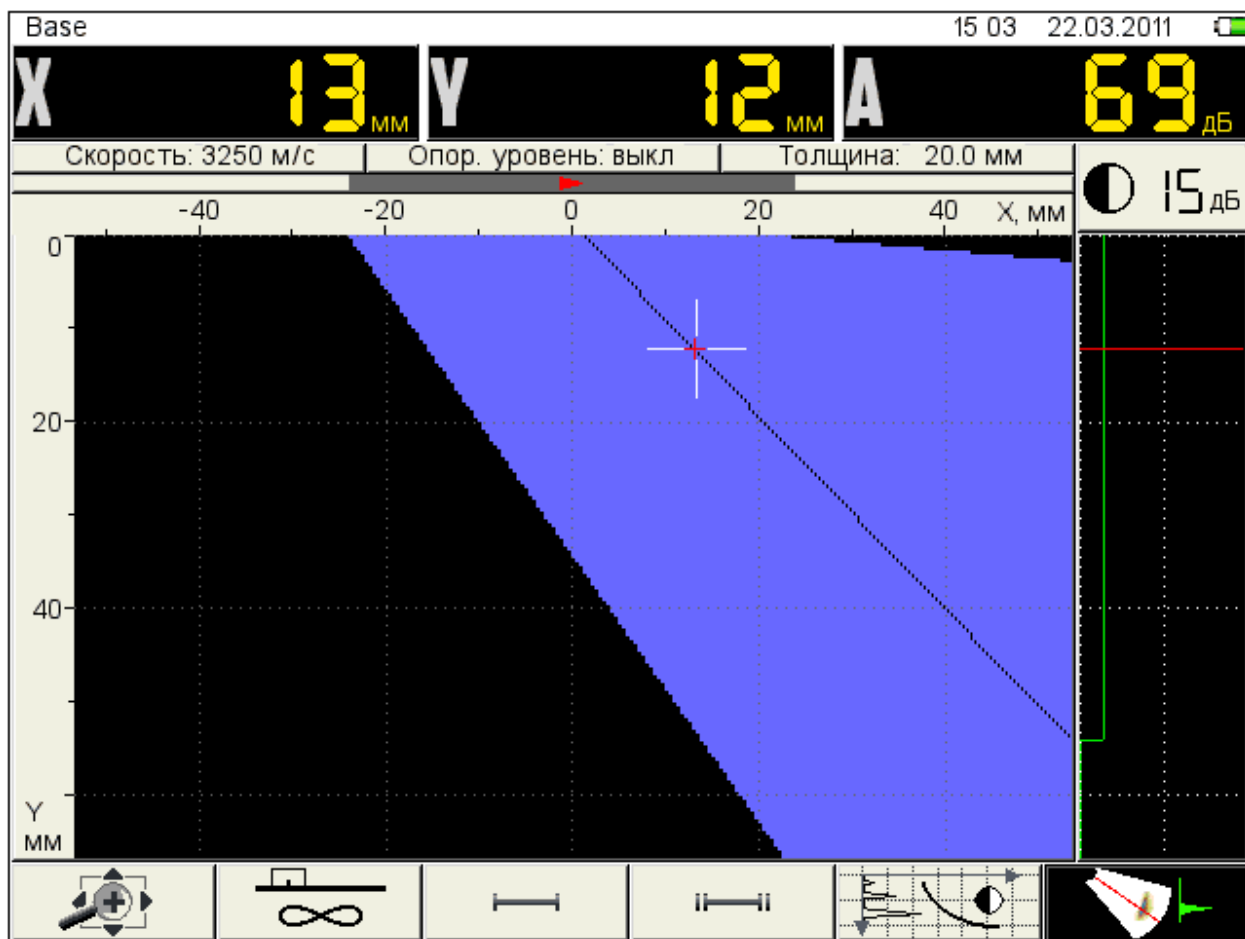 Base 15 03 22.03.2011
X 13 мм Y 12 мм A 69 дБ
Скорость: 3250 м/с Опор. уровень: выкл Толщина: 20.0 мм
15 дБ
-40 -20 0 20 40 X, мм
0
20
40
Y
мм